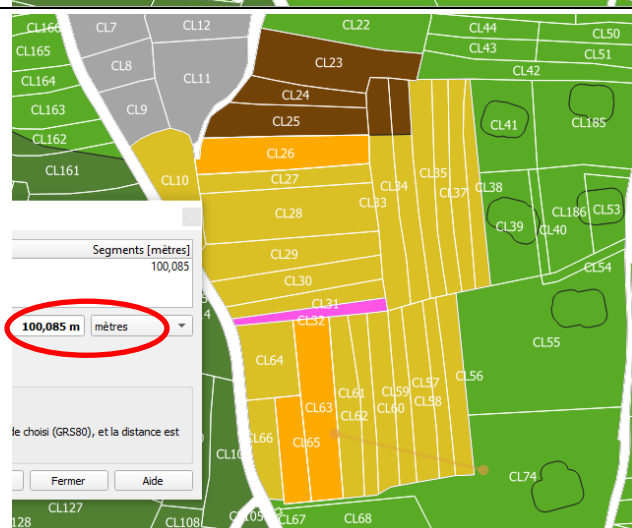 CL166 CL7 CL12 CL22 CL44 CL50
CL165 CL8 CL11 CL23 CL43 CL51
CL164 CL24 CL42
CL163 CL9 CL25 CL41 CL185
CL162 CL26
CL161 CL10 CL27 CL34 CL35 CL37 CL38
CL28 CL33 CL39 CL40 CL186 CL53
CL29 CL54
CL30
CL31
CL32
Segments [mètres]
100,085
100,085 m mètres
CL55
CL64 CL61 CL59 CL57 CL56
CL63 CL62 CL60 CL58
CL66 CL65
de choisi (GRS80), et la distance est
Fermer Aide
CL74
CL127
128 CL108 CL67 CL68